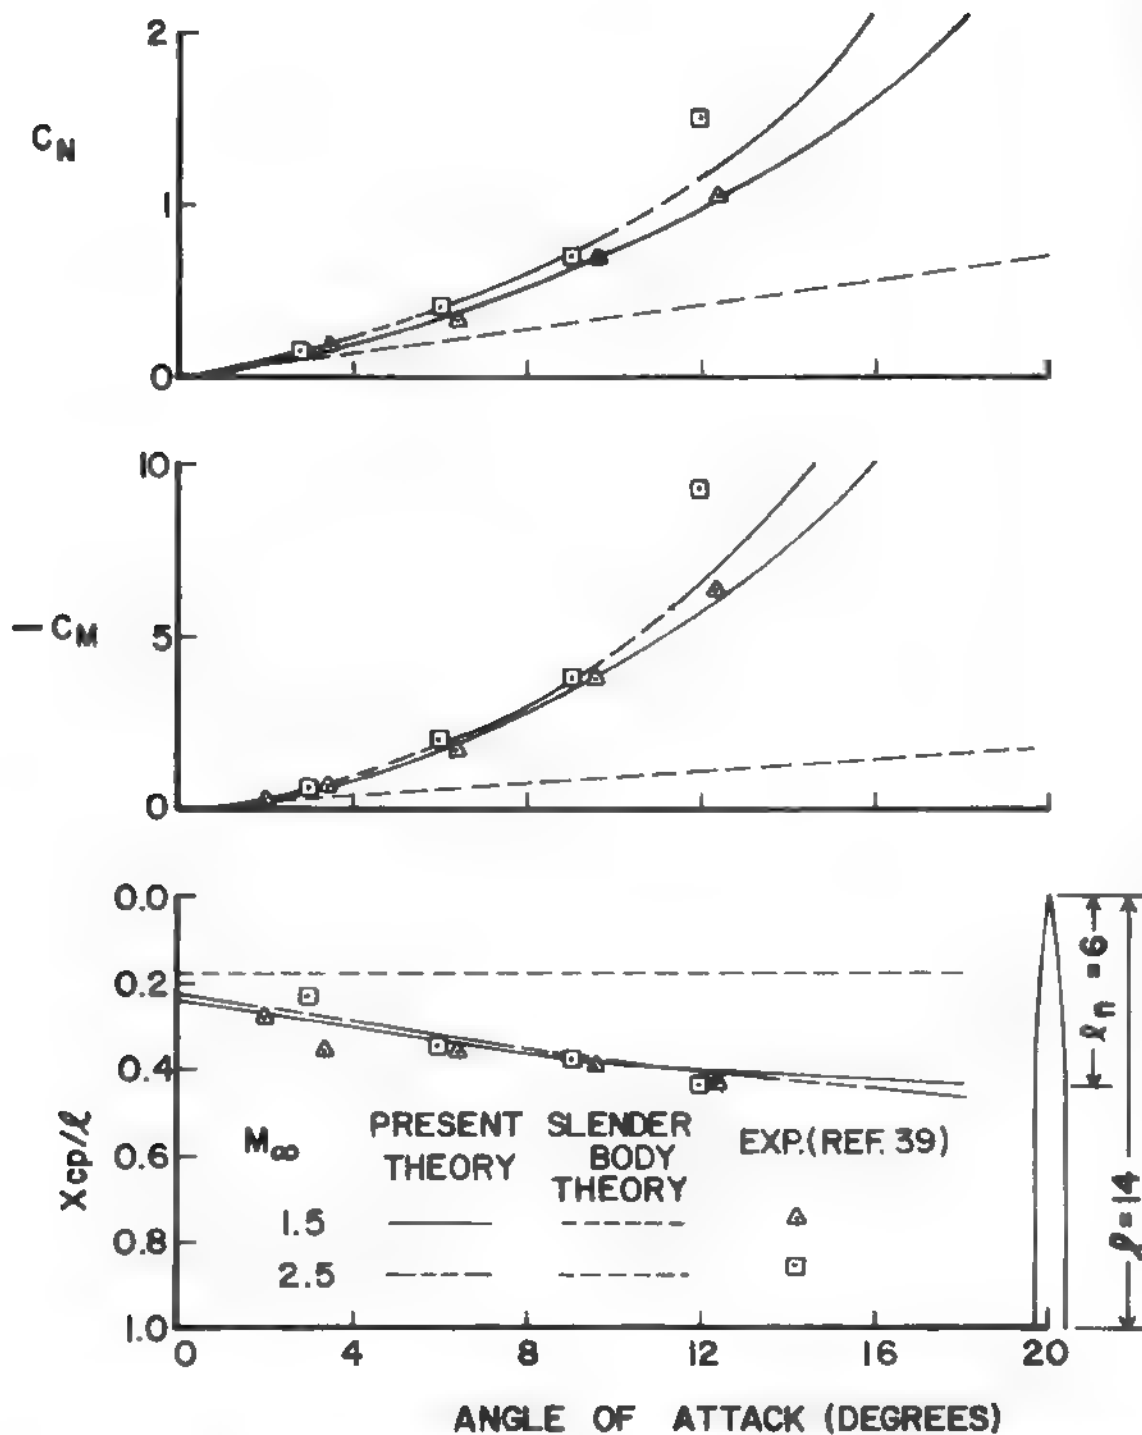 2
C_N
1
0
10
— C_M
5
0
0.0
0.2
0.4
0.6
0.8
1.0
Xcp/ℓ
M∞ PRESENT THEORY SLENDER BODY THEORY EXP.(REF. 39)
1.5
2.5
ℓn = 6
ℓ = 14
0 4 8 12 16 20
ANGLE OF ATTACK (DEGREES)